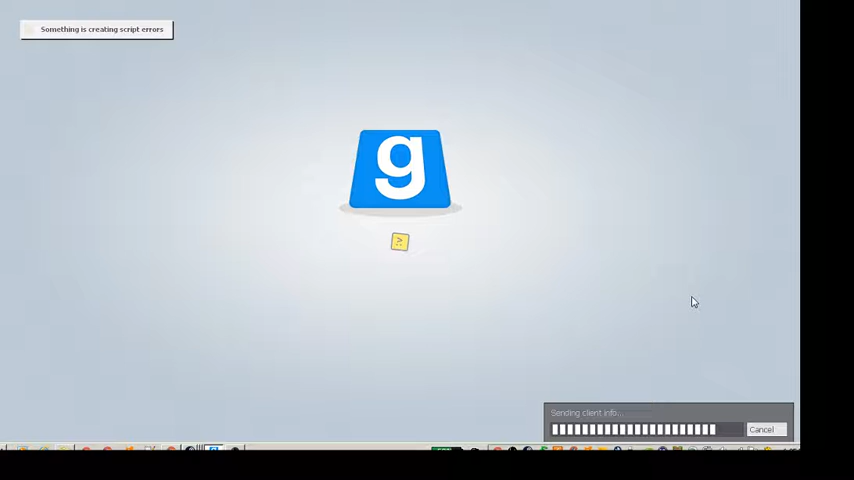 Something is creating script errors
g
Sending client info...
Cancel